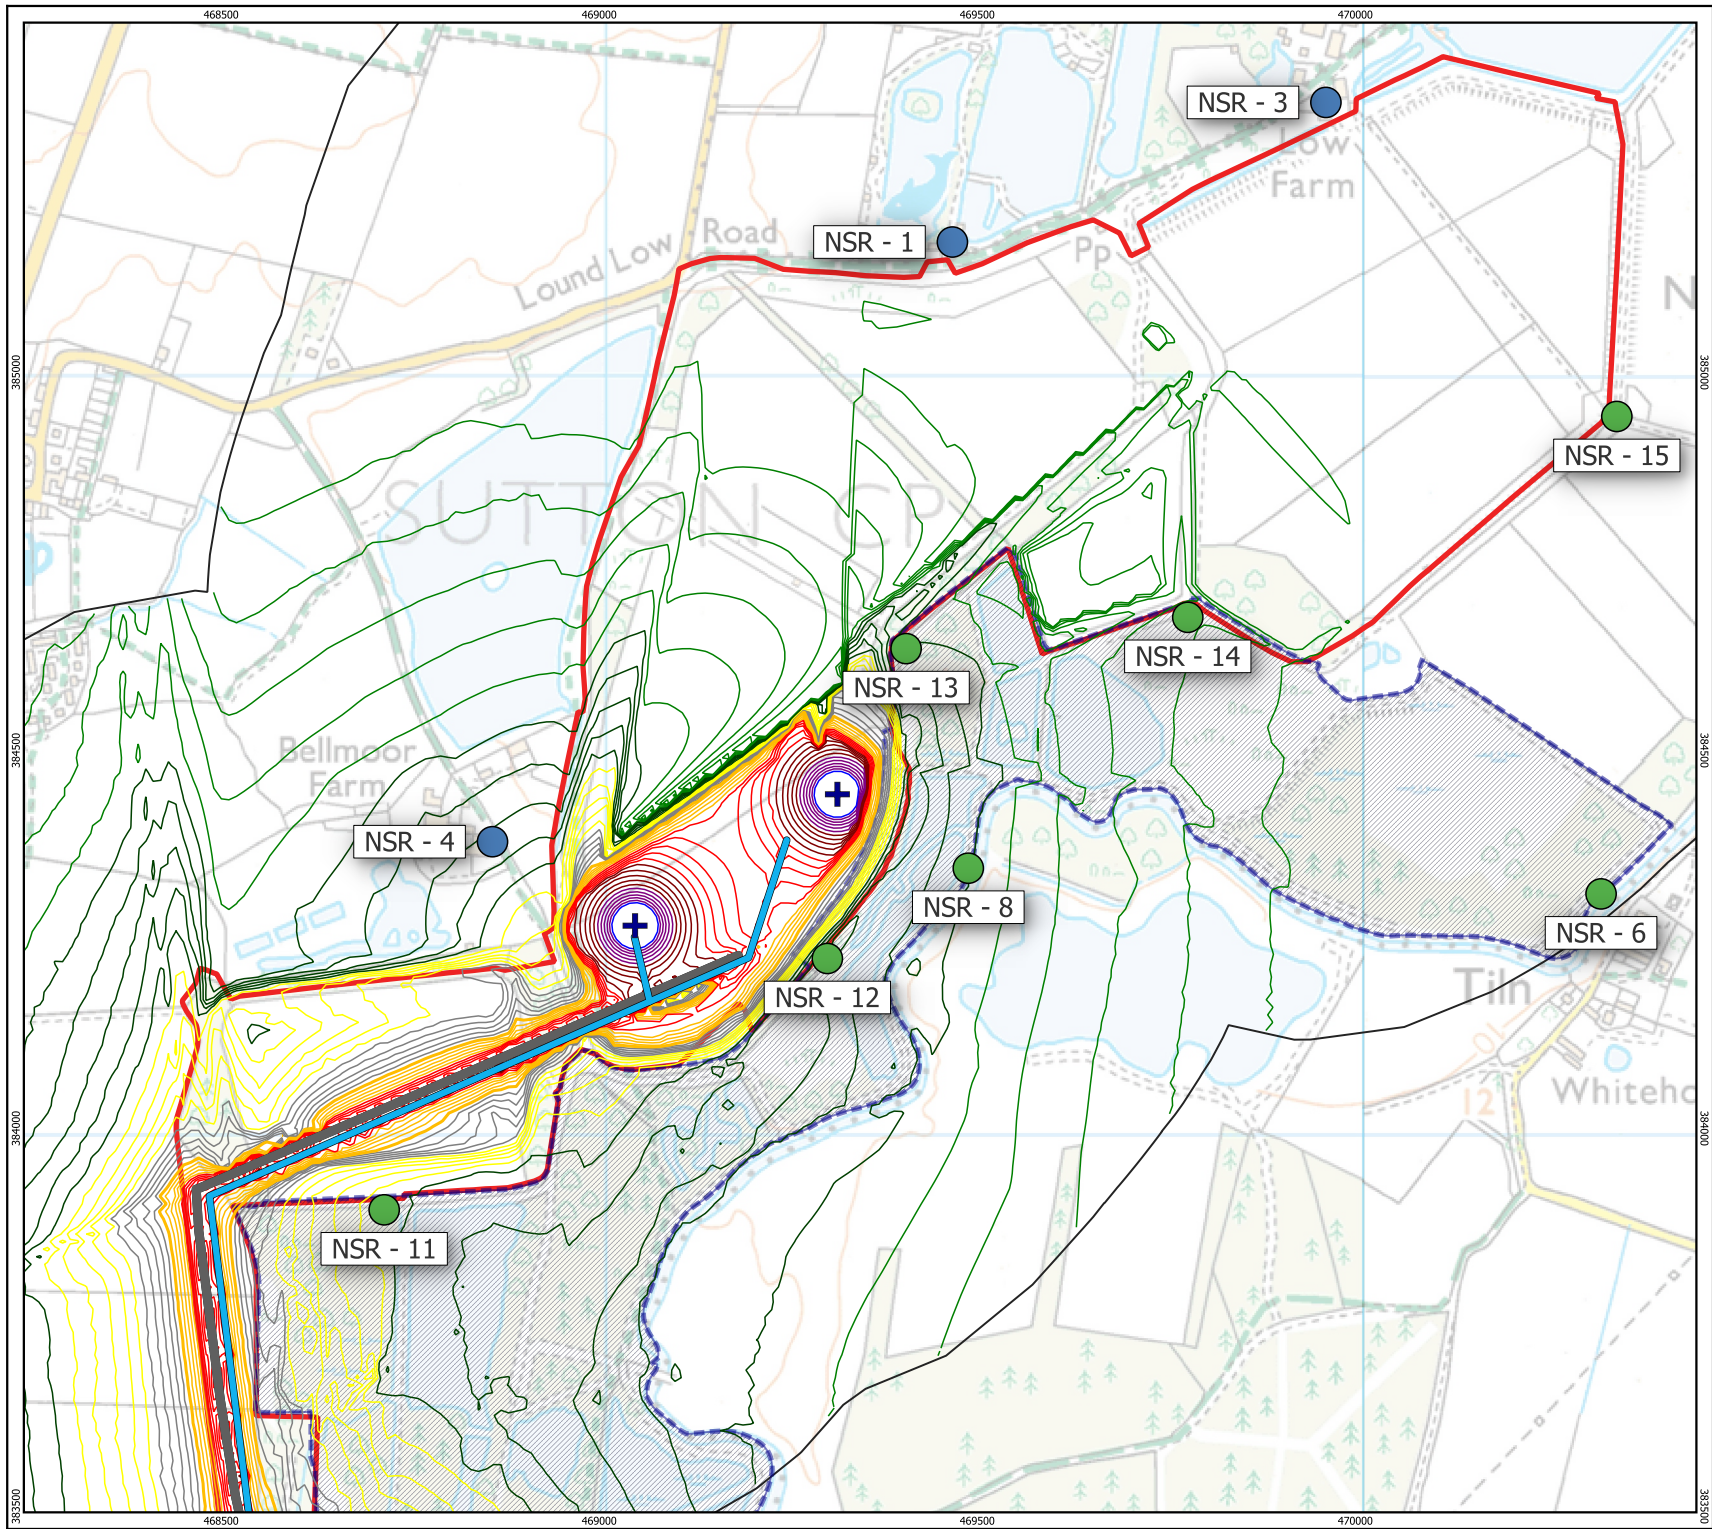 468500
469000
469500
470000
NSR - 3
Low
Farm
NSR - 1
Road
Lound Low
Pp
N
385000
385000
NSR - 15
SUTTON CP
NSR - 14
NSR - 13
384500
384500
Bellmoor
Farm
NSR - 4
NSR - 8
NSR - 6
Tiln
NSR - 12
10
Whiteho
12
384000
384000
NSR - 11
383500
383500
468500
469000
469500
470000